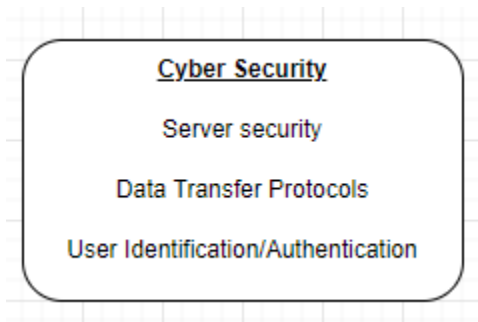 Cyber Security
Server security
Data Transfer Protocols
User Identification/Authentication